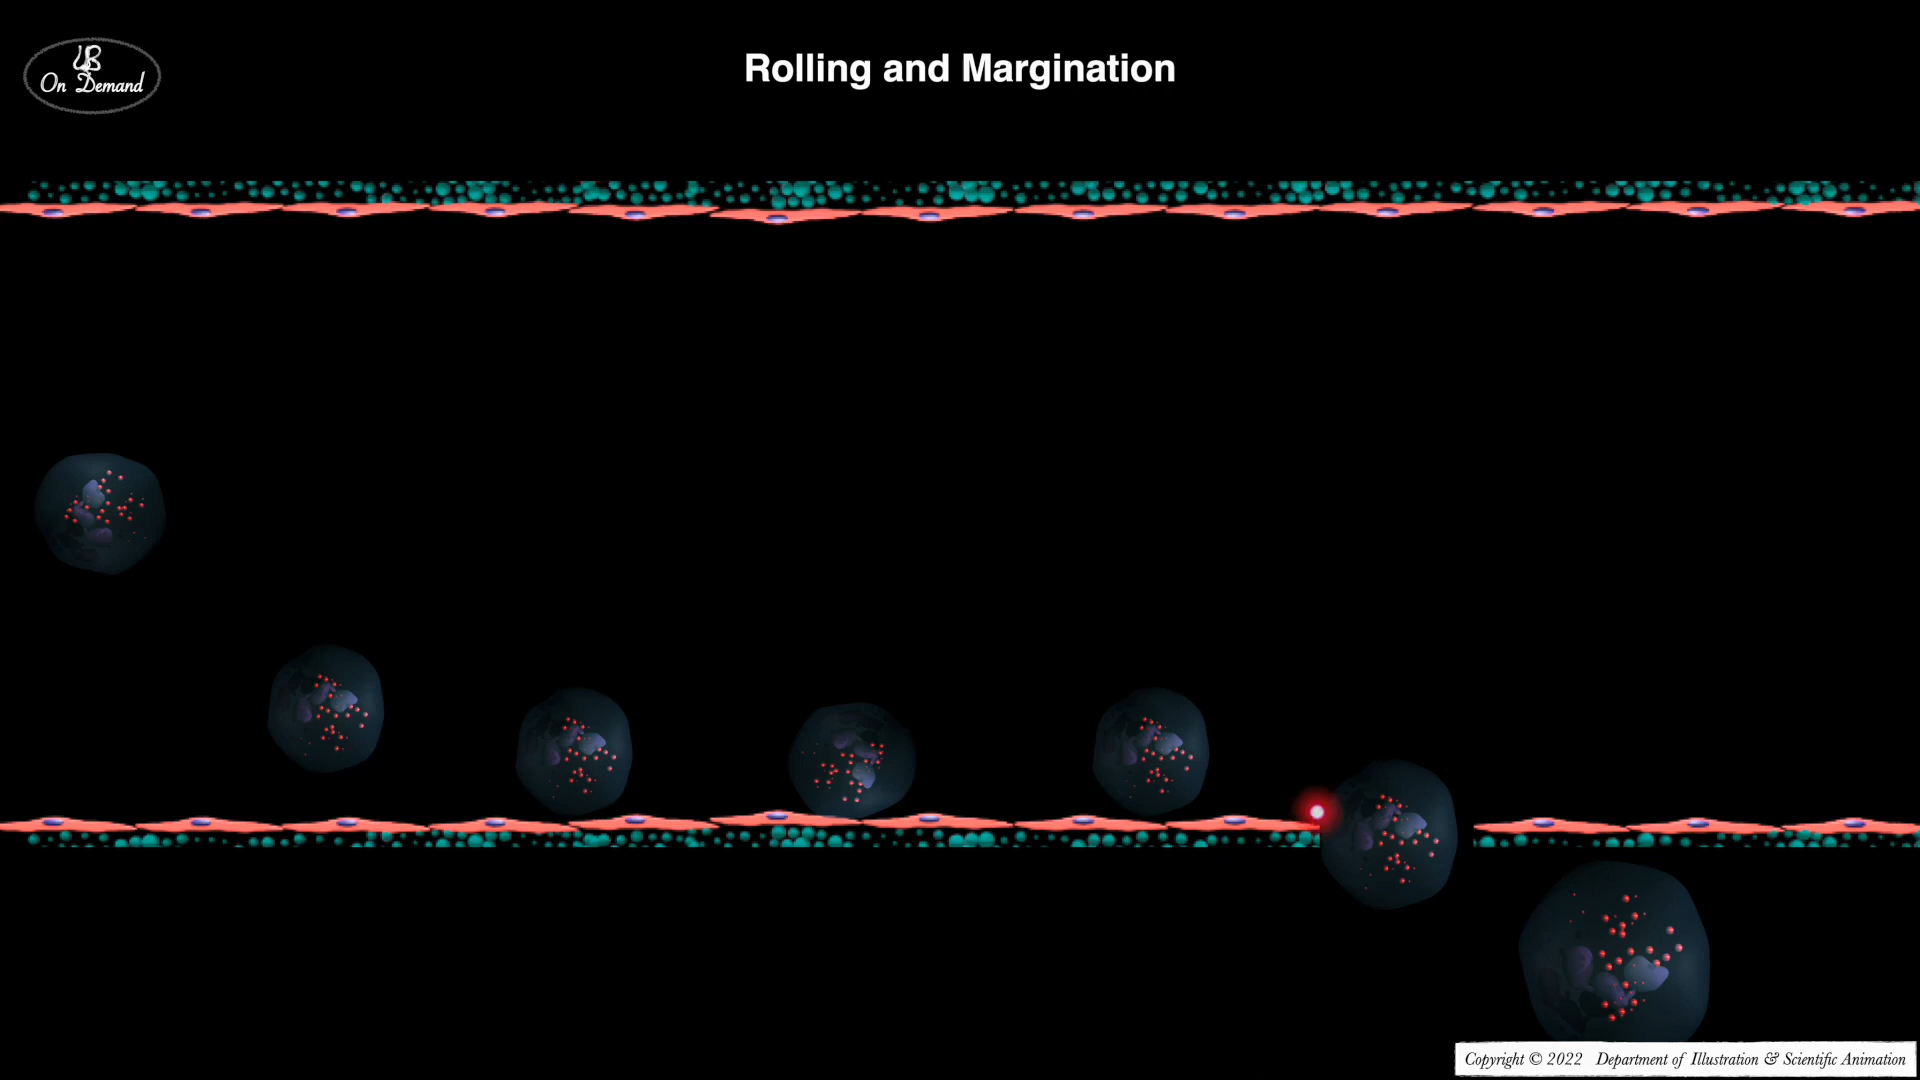 Rolling and Margination
On Demand
Copyright © 2022 Department of Illustration & Scientific Animation